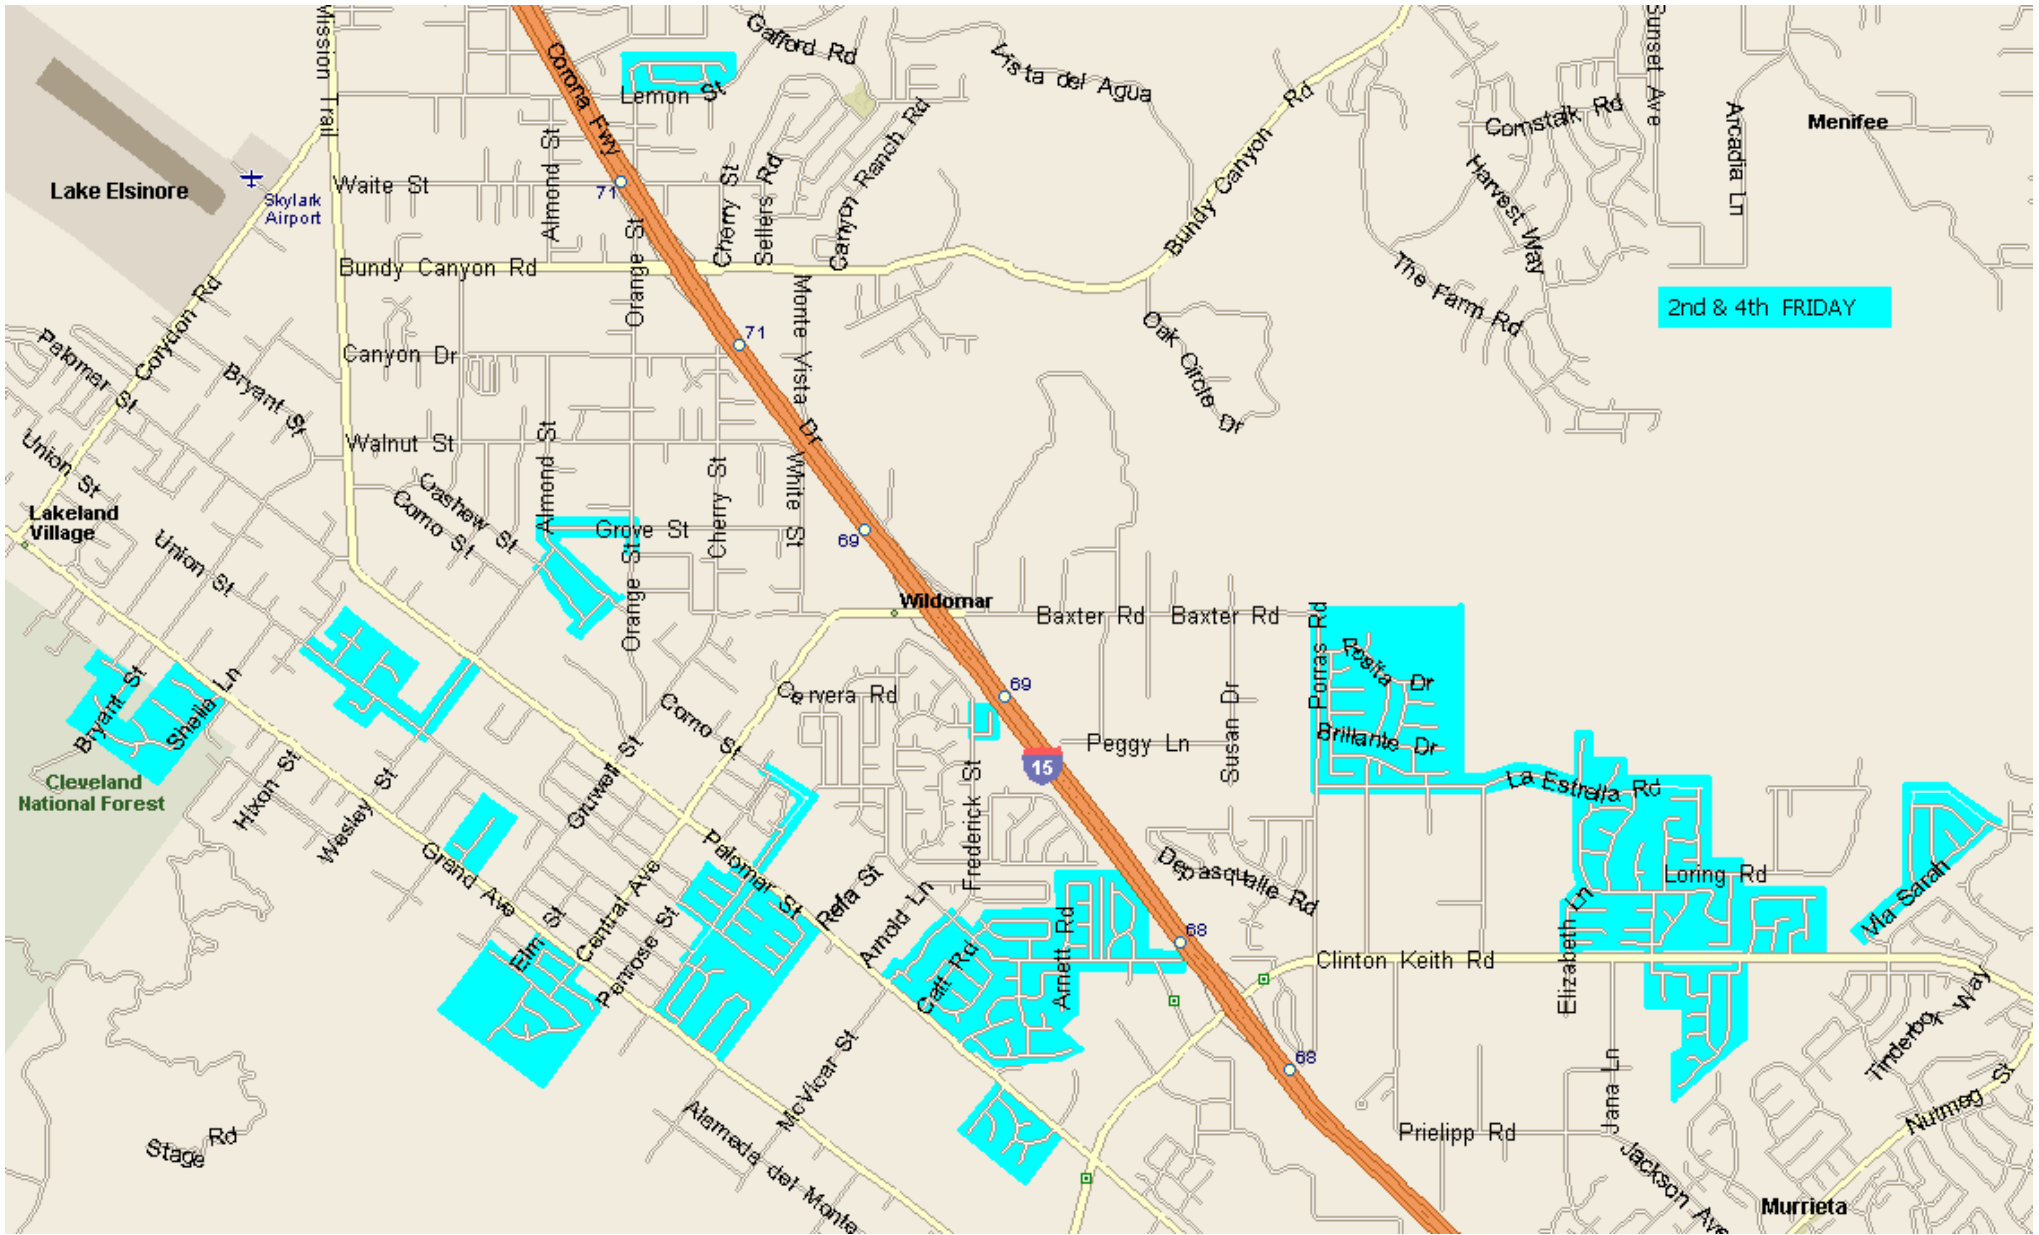 Mission Trail
Corona Fwy
Gafford Rd
Vista del Agua
Sunset Ave
Lemon St
Bundy Canyon Rd
Comstalk Rd
Arcadia Ln
Menifee
Lake Elsinore
Skylark
Airport
Waite St
71
Almond St
Orange St
Cherry St
Sellers Rd
Canyon Ranch Rd
Harvest Way
Bundy Canyon Rd
The Farm Rd
2nd & 4th FRIDAY
Corydon Rd
Monte Vista Dr
71
Oak Circle Dr
Palomar St
Bryant St
Canyon Dr
Union St
Walnut St
Almond St
Cherry St
White St
Cashew St
Como St
Lakeland
Village
Grove St
69
Union St
Orange St
Wildomar
Baxter Rd
Baxter Rd
Porras Rd
Rosita Dr
Bryant St
Sheila Ln
Cervera Rd
69
Susan Dr
Como St
Peggy Ln
Brillante Dr
15
La Estrella Rd
Cleveland
National Forest
Hixon St
Wesley St
Gruwell St
Frederick St
Palomar St
Grand Ave
Depasqualle Rd
Loring Rd
Refa St
Arnold Ln
Via Sarah
Elm St
Central Ave
Penrose St
Catt Rd
Arnett Rd
68
Clinton Keith Rd
Elizabeth Ln
Tinderbox Way
McVicar St
68
Jana Ln
Nutmeg St
Stage Rd
Alameda del Monte
Prielipp Rd
Jackson Ave
Murrieta